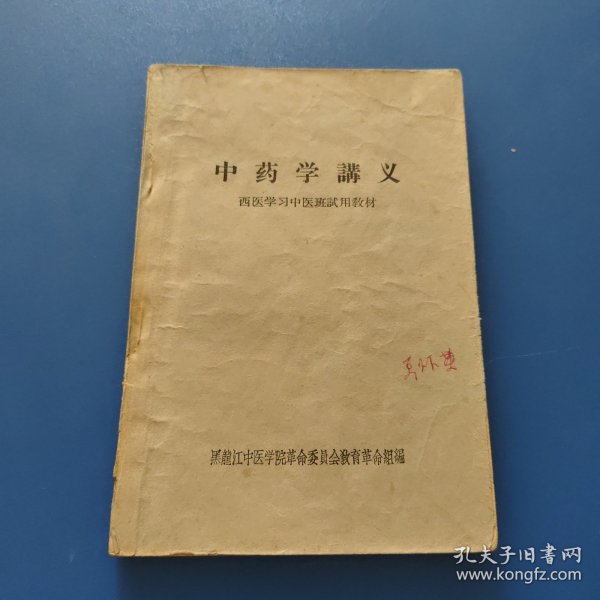 中药学講义
西医学习中医班試用教材
黑龍江中医学院革命委員会教育革命組編
孔夫子旧書网
www.kongfz.com